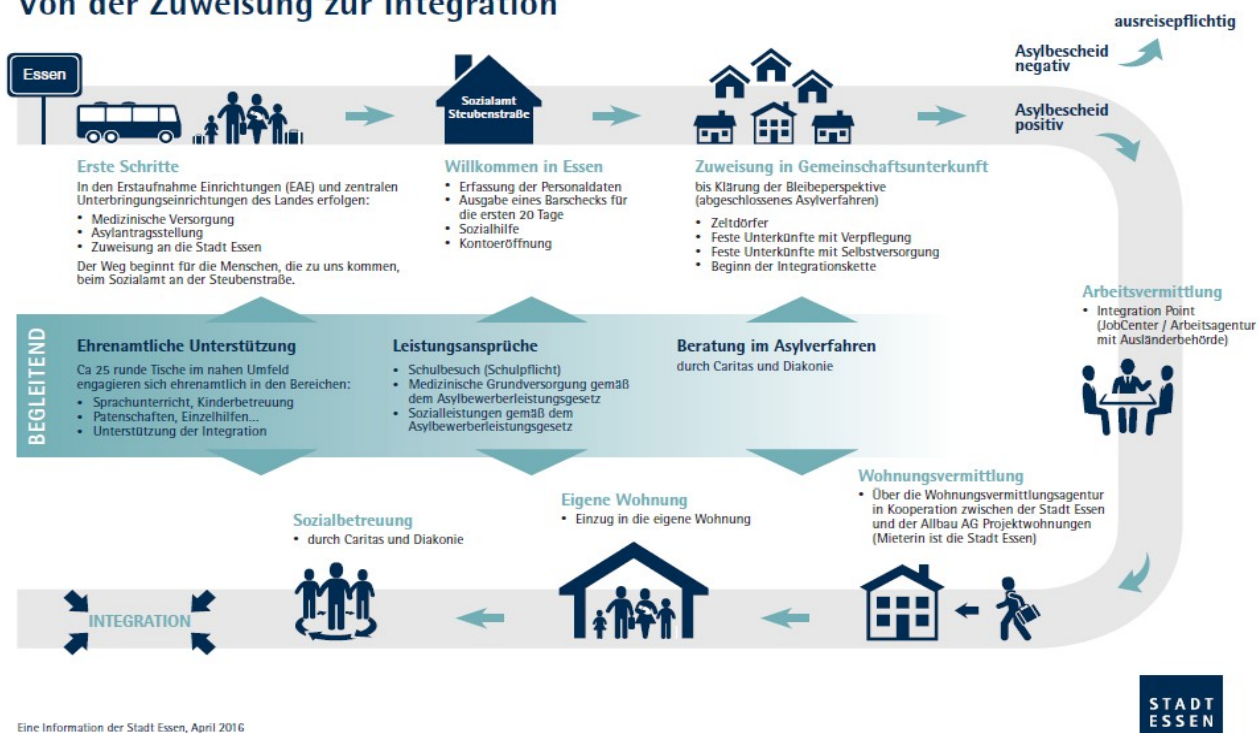 Von der Zuweisung zur Integration
ausreisepflichtig
Asylbescheid
negativ
Asylbescheid
positiv
Essen
Sozialamt
Steubenstraße
Erste Schritte
In den Erstaufnahme Einrichtungen (EAE) und zentralen
Unterbringungseinrichtungen des Landes erfolgen:
• Medizinische Versorgung
• Asylantragsstellung
• Zuweisung an die Stadt Essen
Der Weg beginnt für die Menschen, die zu uns kommen,
beim Sozialamt an der Steubenstraße.
Willkommen in Essen
• Erfassung der Personaldaten
• Ausgabe eines Barschecks für
die ersten 20 Tage
• Sozialhilfe
• Kontoeröffnung
Zuweisung in Gemeinschaftsunterkunft
bis Klärung der Bleibeperspektive
(abgeschlossenes Asylverfahren)
• Zeltdörfer
• Feste Unterkünfte mit Verpflegung
• Feste Unterkünfte mit Selbstversorgung
• Beginn der Integrationskette
Arbeitsvermittlung
• Integration Point
(JobCenter / Arbeitsagentur
mit Ausländerbehörde)
BEGLEITEND
Ehrenamtliche Unterstützung
Ca 25 runde Tische im nahen Umfeld
engagieren sich ehrenamtlich in den Bereichen:
• Sprachunterricht, Kinderbetreuung
• Patenschaften, Einzelhilfen...
• Unterstützung der Integration
Leistungsansprüche
• Schulbesuch (Schulpflicht)
• Medizinische Grundversorgung gemäß
dem Asylbewerberleistungsgesetz
• Sozialleistungen gemäß dem
Asylbewerberleistungsgesetz
Beratung im Asylverfahren
durch Caritas und Diakonie
Wohnungsvermittlung
• Über die Wohnungsvermittlungsagentur
in Kooperation zwischen der Stadt Essen
und der Allbau AG Projektwohnungen
(Mieterin ist die Stadt Essen)
Eigene Wohnung
• Einzug in die eigene Wohnung
Sozialbetreuung
• durch Caritas und Diakonie
INTEGRATION
Eine Information der Stadt Essen, April 2016
STADT
ESSEN